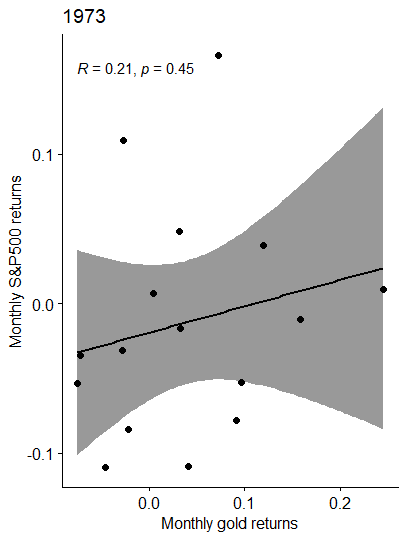 1973
R = 0.21, p = 0.45
0.1
0.0
-0.1
Monthly S&P500 returns
0.0 0.1 0.2
Monthly gold returns